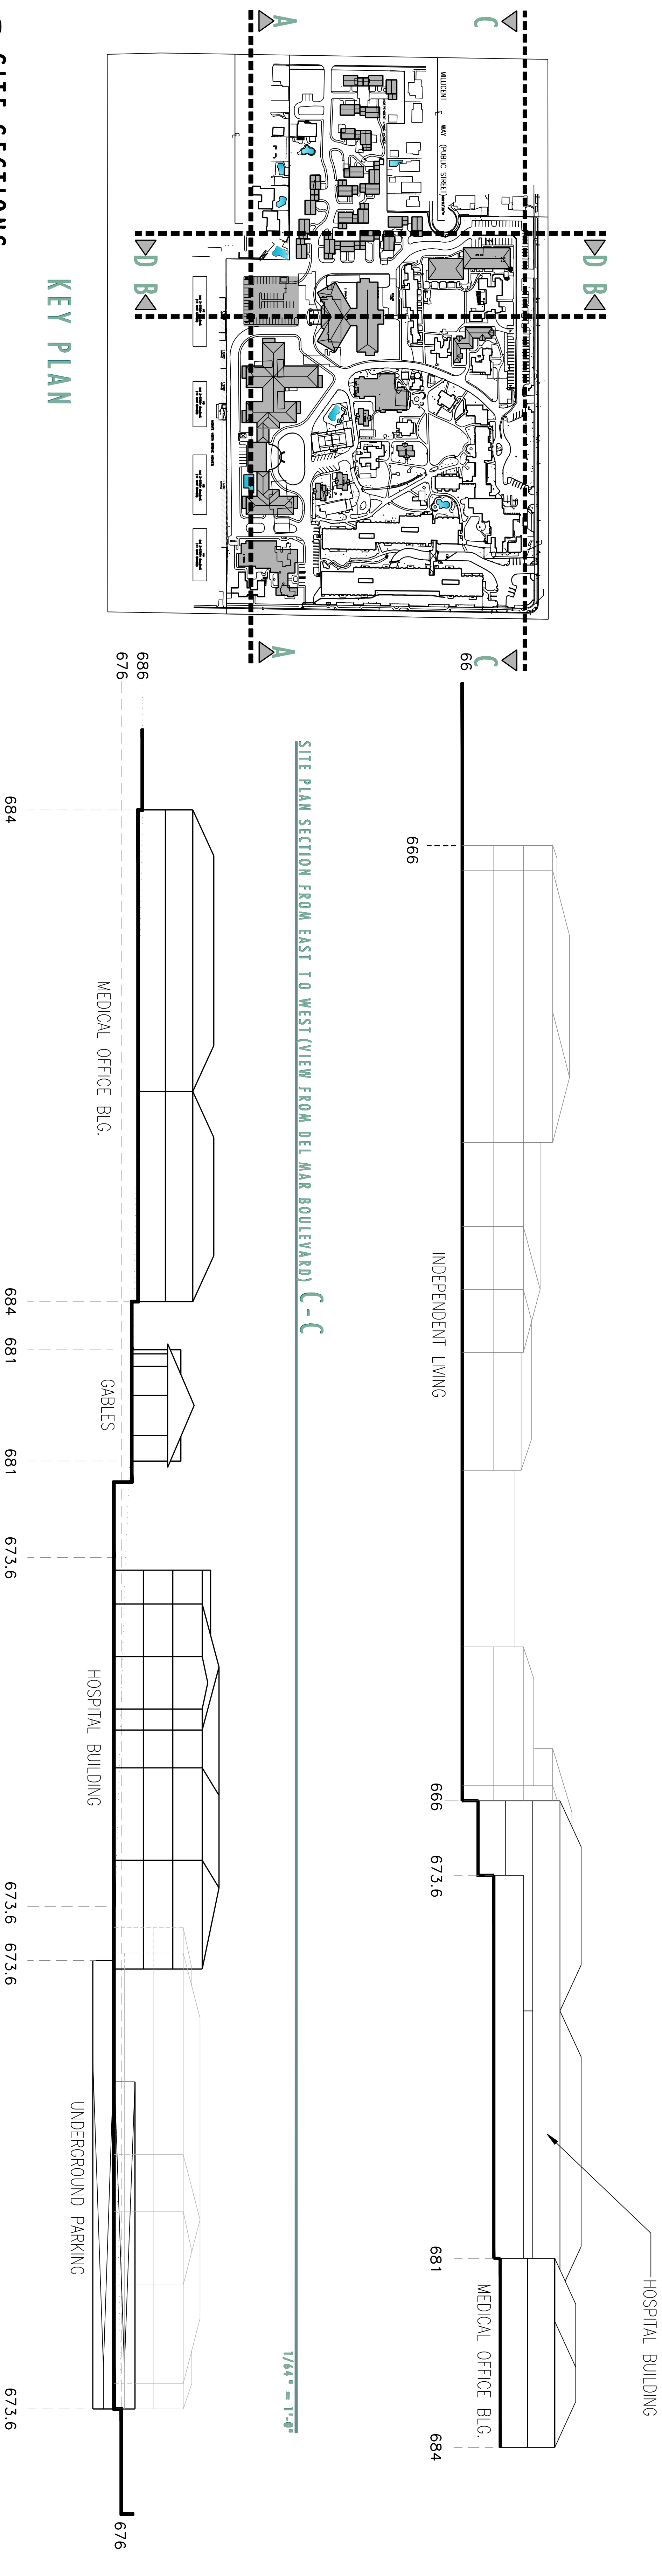 SITE SECTIONS
KEY PLAN
A
C
D
B
D
B
A
C
MILLICENT WAY (PUBLIC STREET)
66
666
INDEPENDENT LIVING
666
673.6
681
684
MEDICAL OFFICE BLG.
HOSPITAL BUILDING
SITE PLAN SECTION FROM EAST TO WEST (VIEW FROM DEL MAR BOULEVARD) C-C
1/64" = 1'-0"
686
676
684
MEDICAL OFFICE BLG.
684
681
GABLES
681
673.6
HOSPITAL BUILDING
673.6
673.6
UNDERGROUND PARKING
673.6
676